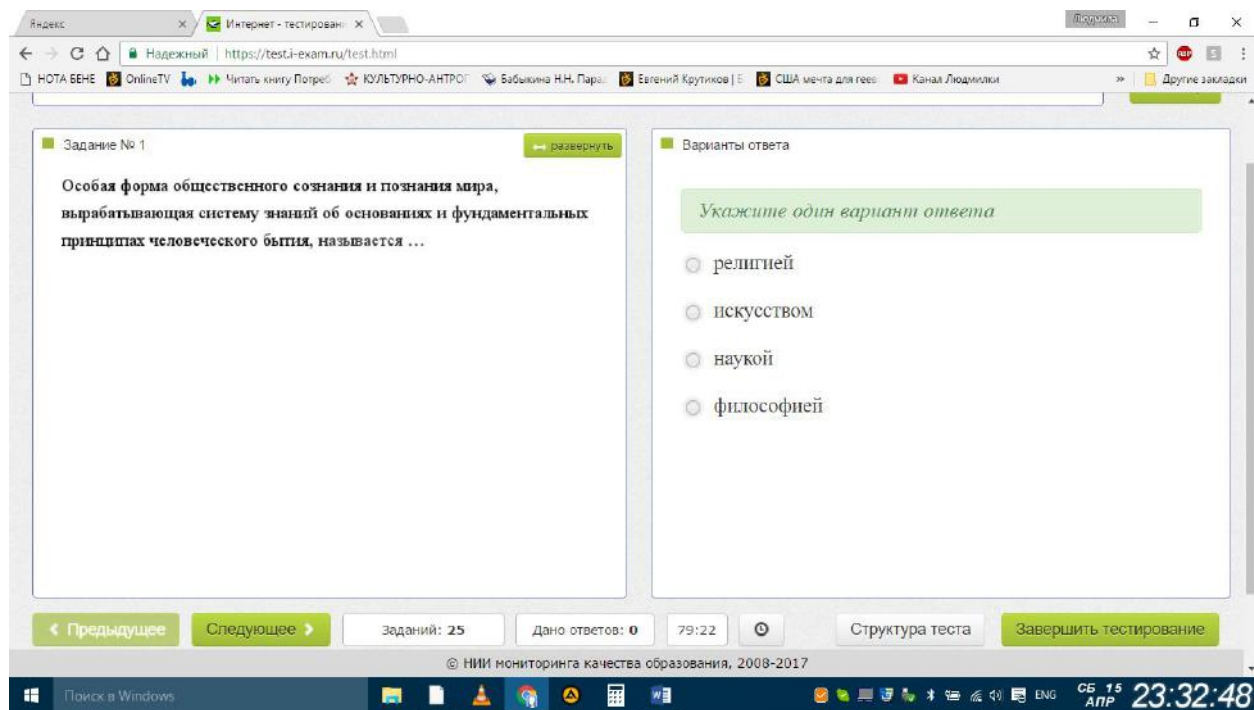 Яндекс
Интернет - тестирован
Людмила
Надежный https://test.i-exam.ru/test.html
НОТА БЕНЕ OnlineTV Читать книгу Потреб КУЛЬТУРНО-АНТРОГ Бабыкина Н.Н. Пара Евгений Крутиков | Б США мечта для геев Канал Людмилки » Другие закладки
Задание № 1
развернуть
Особая форма общественного сознания и познания мира,
вырабатывающая систему знаний об основаниях и фундаментальных
принципах человеческого бытия, называется …
Варианты ответа
Укажите один вариант ответа
религией
искусством
наукой
философией
Предыдущее Следующее Заданий: 25 Дано ответов: 0 79:22 Структура теста Завершить тестирование
© НИИ мониторинга качества образования, 2008-2017
Поиск в Windows ENG СБ 15 АПР 23:32:48